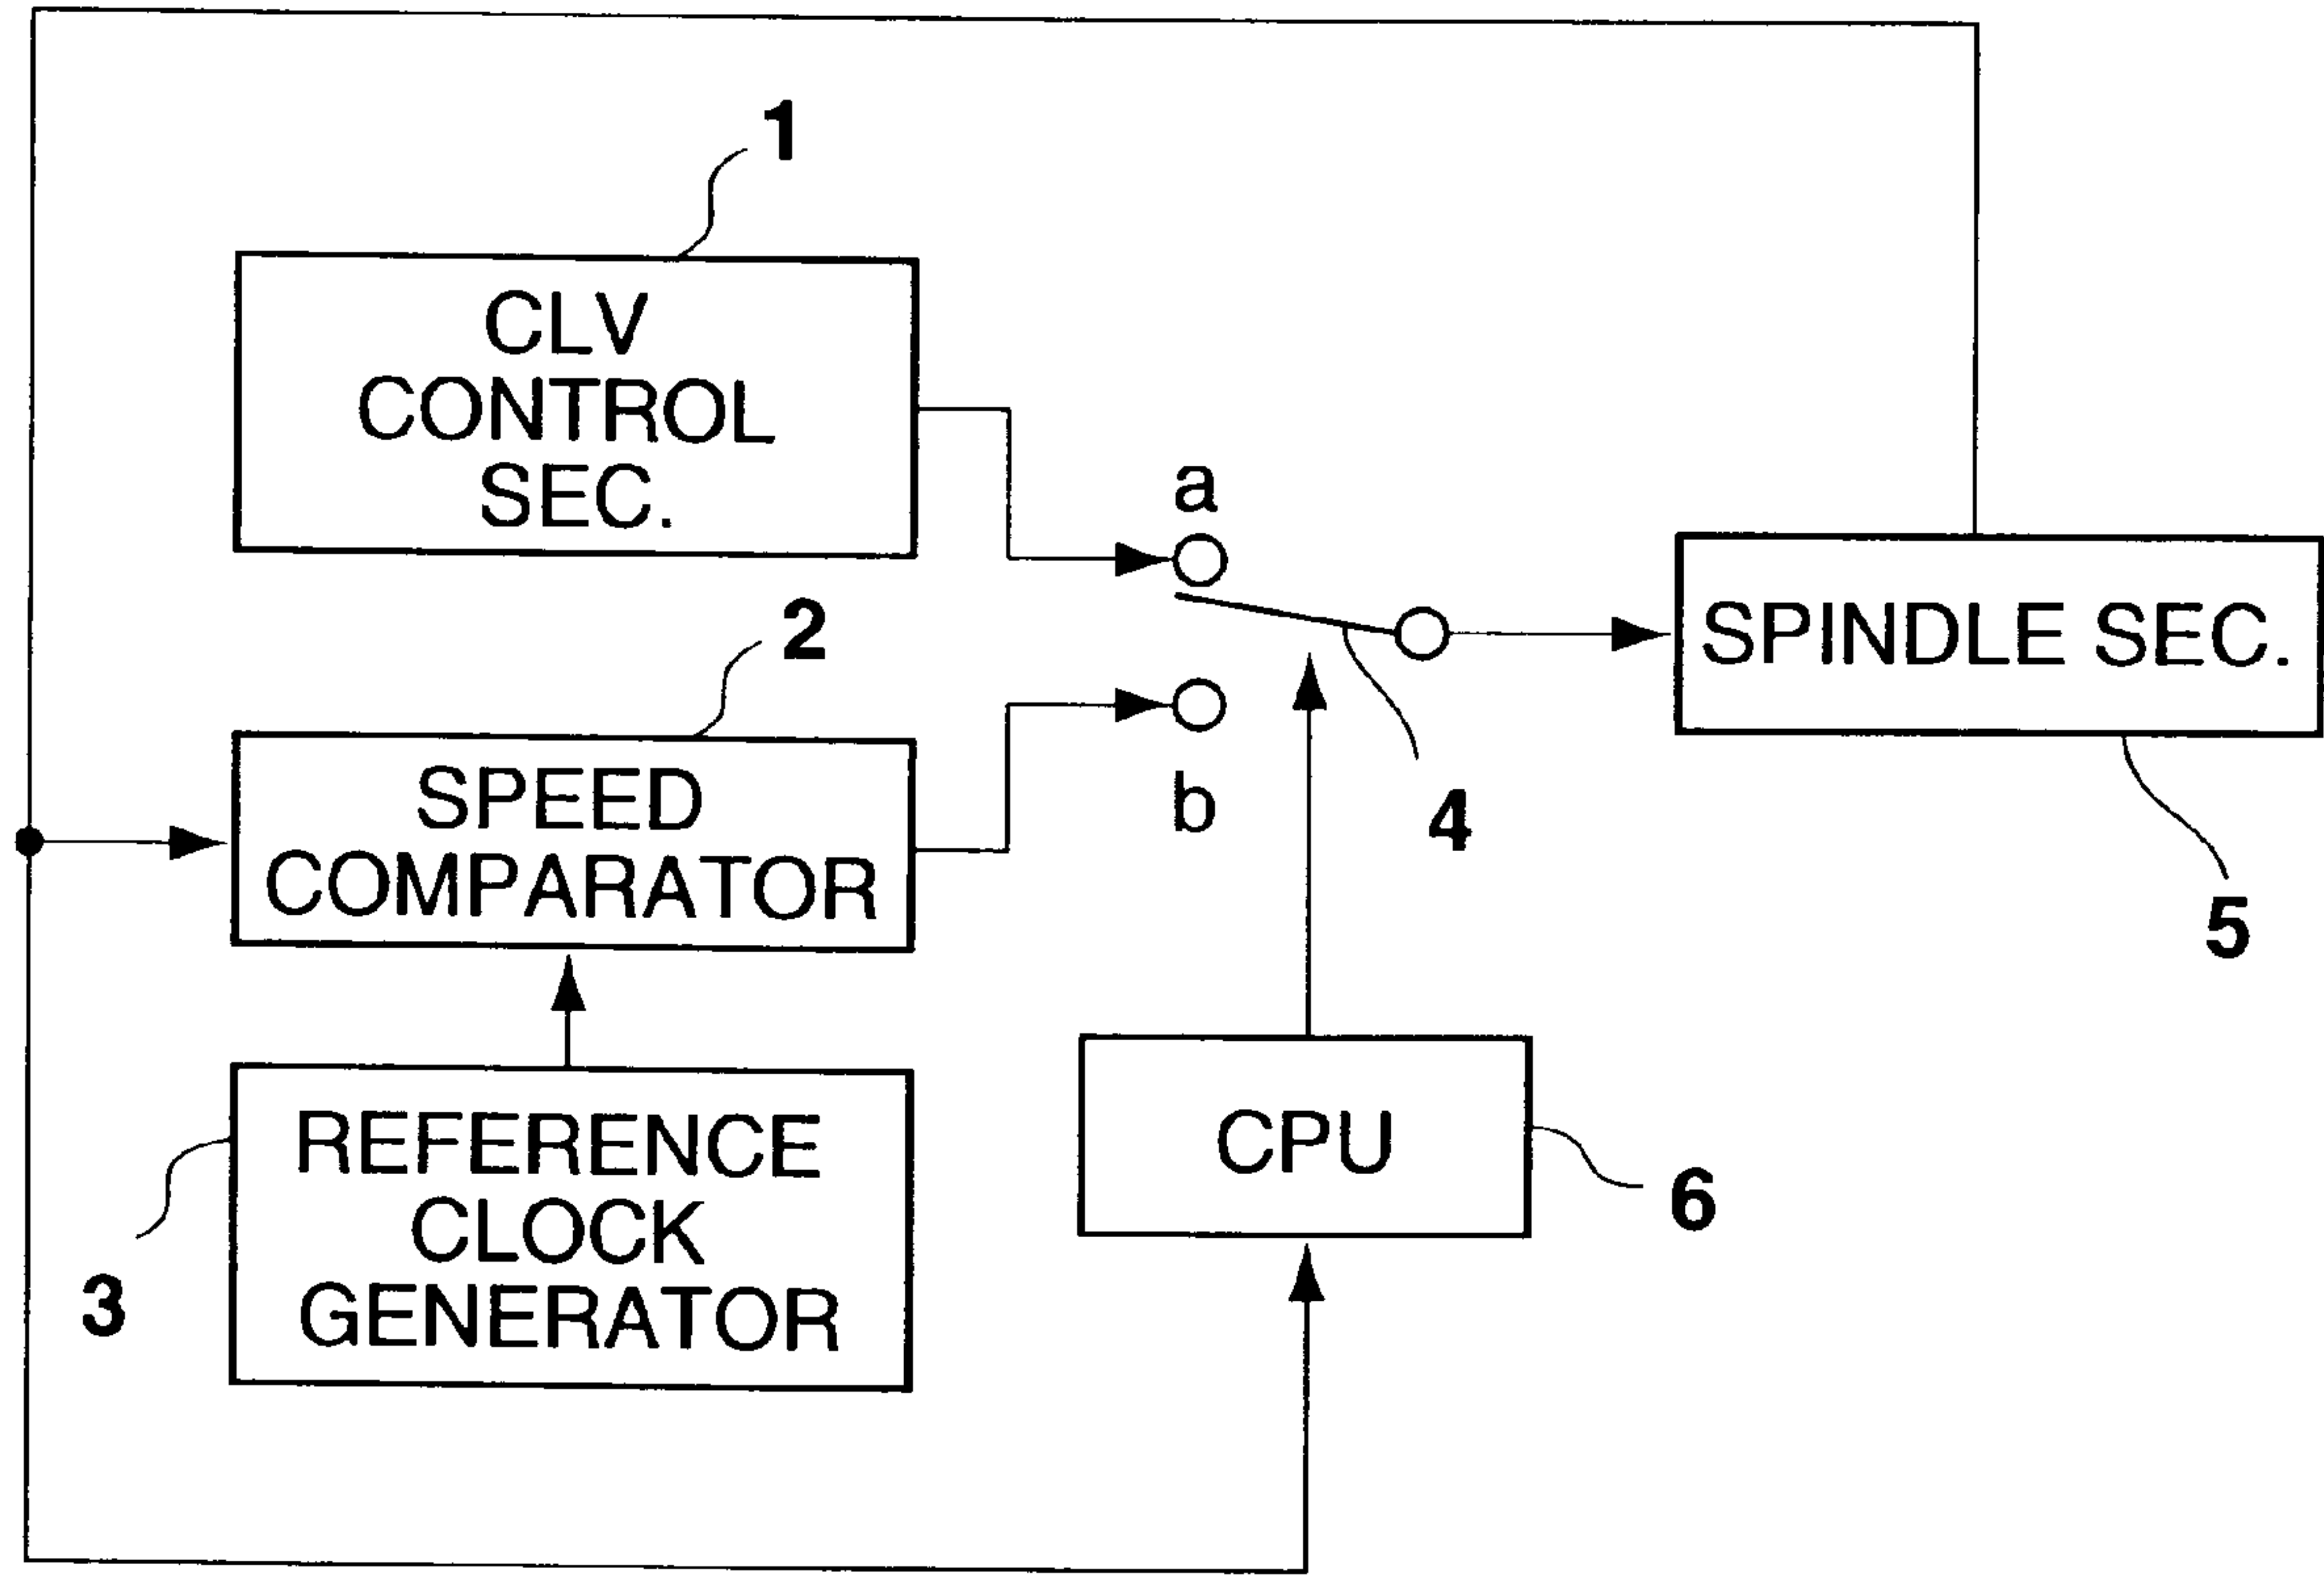 1
CLV
CONTROL
SEC.
a
2
SPINDLE SEC.
SPEED
COMPARATOR
b
4
5
REFERENCE
CLOCK
GENERATOR
3
CPU
6